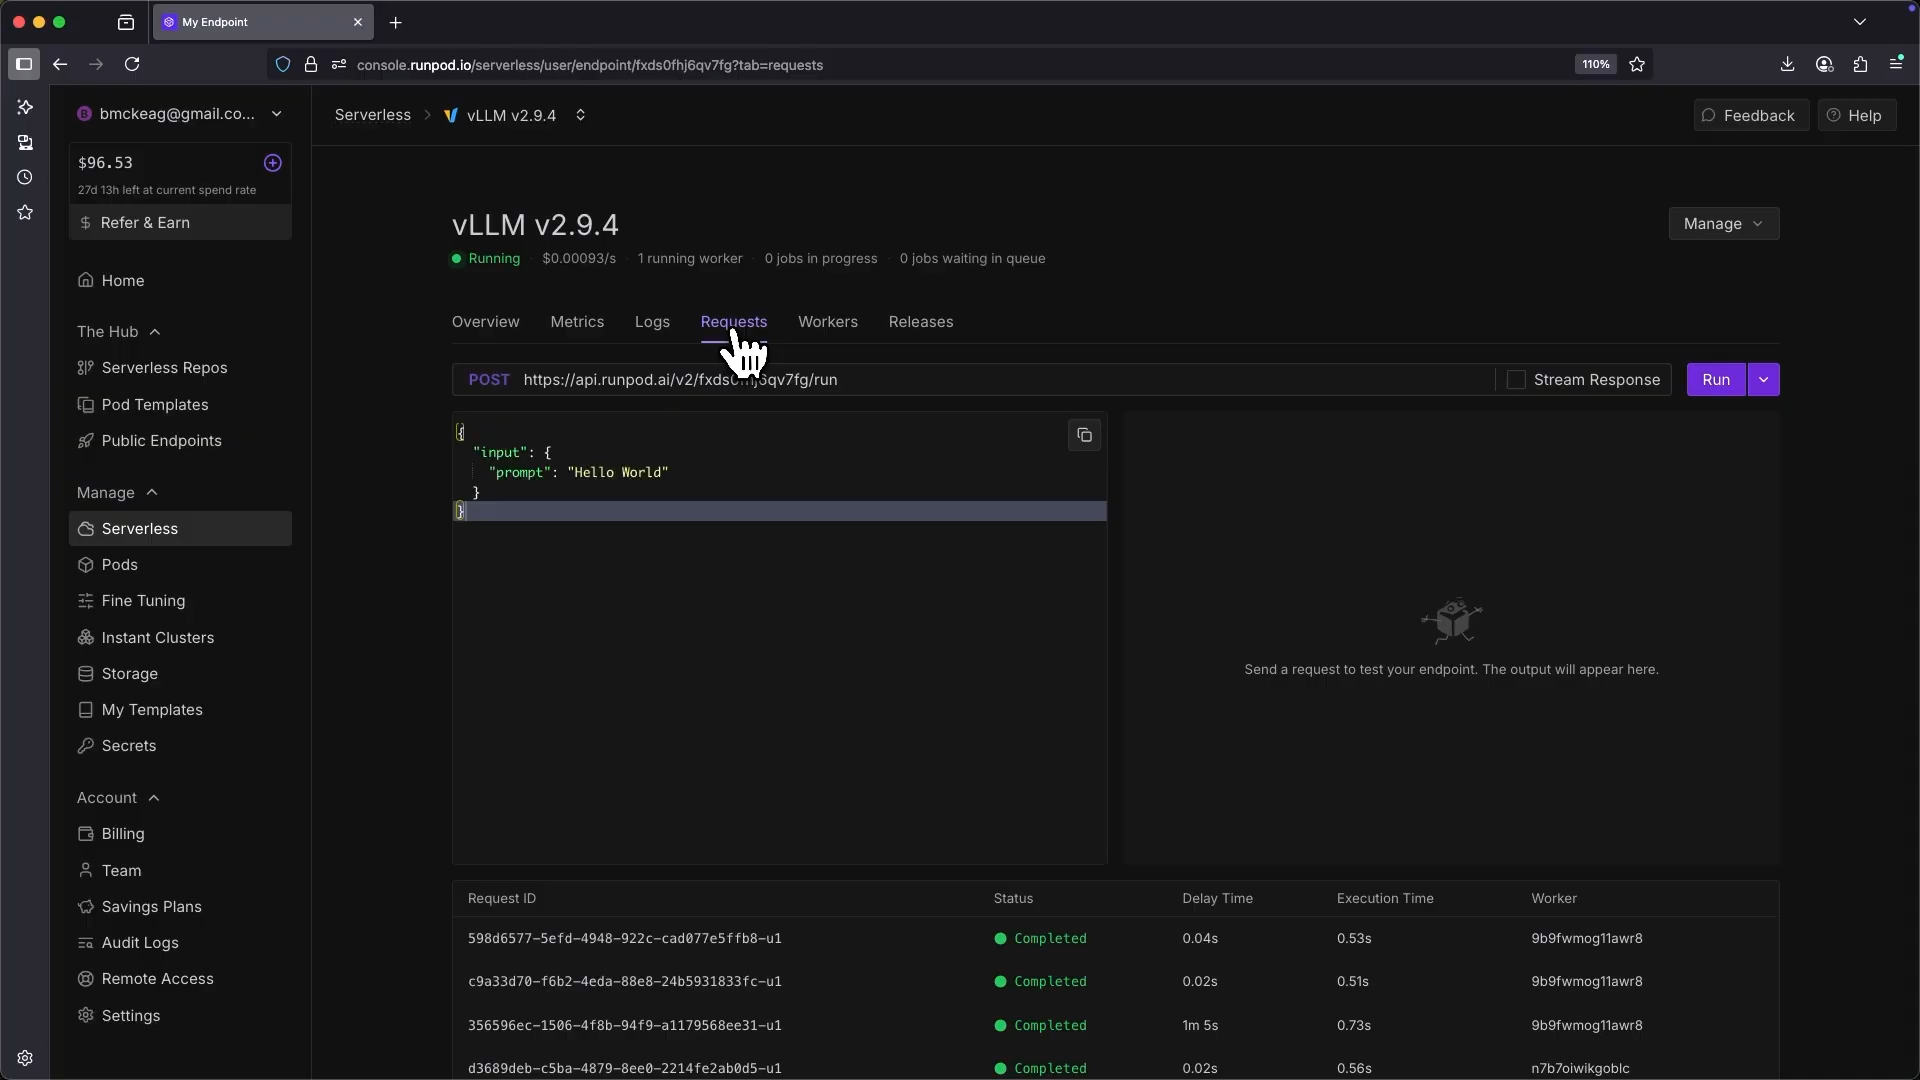 My Endpoint
console.runpod.io/serverless/user/endpoint/fxds0fhj6qv7fg?tab=requests
110%
B bmckeag@gmail.co...
$96.53
27d 13h left at current spend rate
Refer & Earn
Home
The Hub
Serverless Repos
Pod Templates
Public Endpoints
Manage
Serverless
Pods
Fine Tuning
Instant Clusters
Storage
My Templates
Secrets
Account
Billing
Team
Savings Plans
Audit Logs
Remote Access
Settings
Serverless > vLLM v2.9.4
Feedback
Help
vLLM v2.9.4
Manage
Running · $0.00093/s · 1 running worker · 0 jobs in progress · 0 jobs waiting in queue
Overview Metrics Logs Requests Workers Releases
POST https://api.runpod.ai/v2/fxds0fhj6qv7fg/run
Stream Response
Run
{
"input": {
"prompt": "Hello World"
}
}
Send a request to test your endpoint. The output will appear here.
Request ID Status Delay Time Execution Time Worker
598d6577-5efd-4948-922c-cad077e5ffb8-u1 Completed 0.04s 0.53s 9b9fwmog11awr8
c9a33d70-f6b2-4eda-88e8-24b5931833fc-u1 Completed 0.02s 0.51s 9b9fwmog11awr8
356596ec-1506-4f8b-94f9-a1179568ee31-u1 Completed 1m 5s 0.73s 9b9fwmog11awr8
d3689deb-c5ba-4879-8ee0-2214fe2ab0d5-u1 Completed 0.02s 0.56s n7b7oiwikgoblc